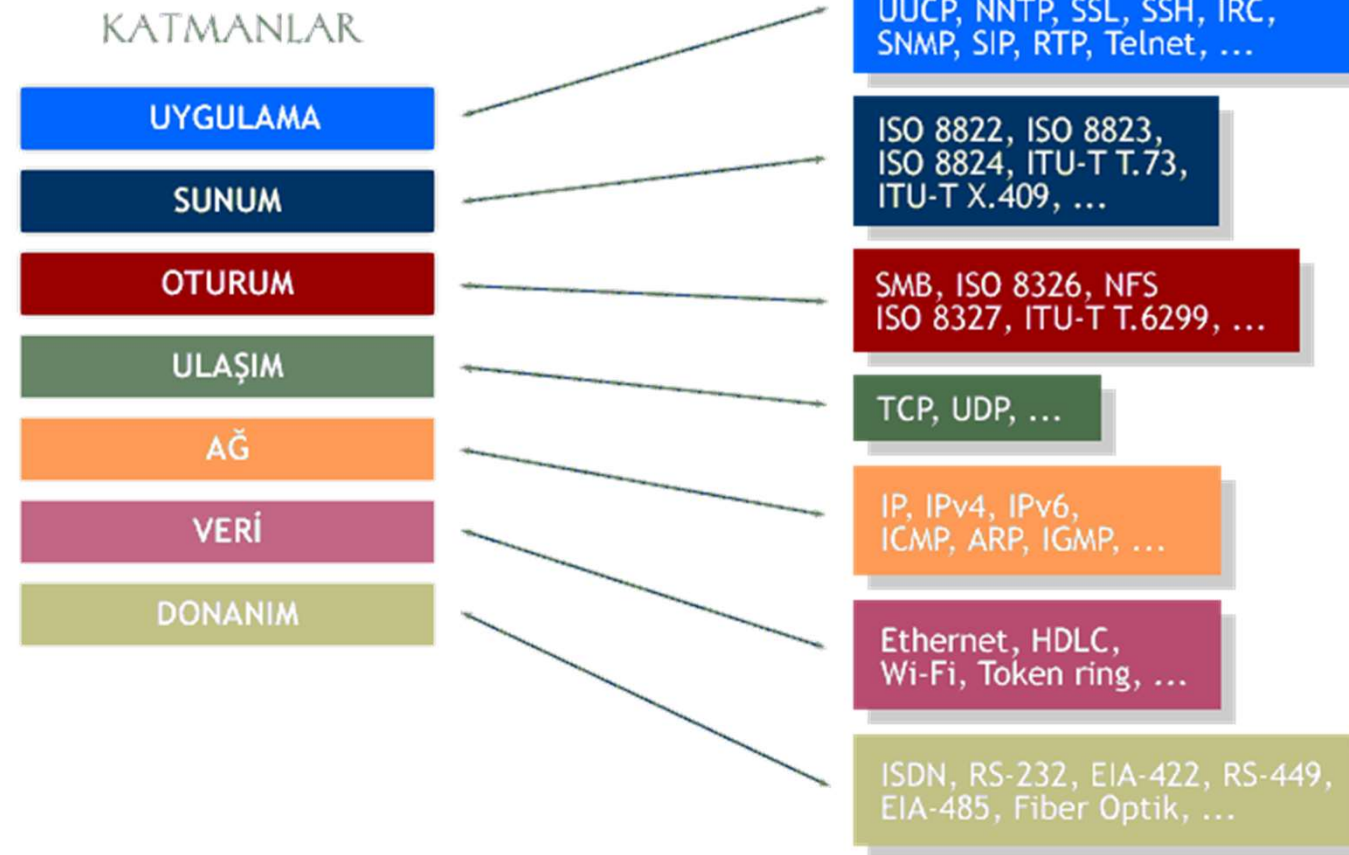 KATMANLAR
UYGULAMA
SUNUM
OTURUM
ULAŞIM
AĞ
VERİ
DONANIM
UUCP, NNTP, SSL, SSH, IRC,
SNMP, SIP, RTP, Telnet, ...
ISO 8822, ISO 8823,
ISO 8824, ITU-T T.73,
ITU-T X.409, ...
SMB, ISO 8326, NFS
ISO 8327, ITU-T T.6299, ...
TCP, UDP, ...
IP, IPv4, IPv6,
ICMP, ARP, IGMP, ...
Ethernet, HDLC,
Wi-Fi, Token ring, ...
ISDN, RS-232, EIA-422, RS-449,
EIA-485, Fiber Optik, ...